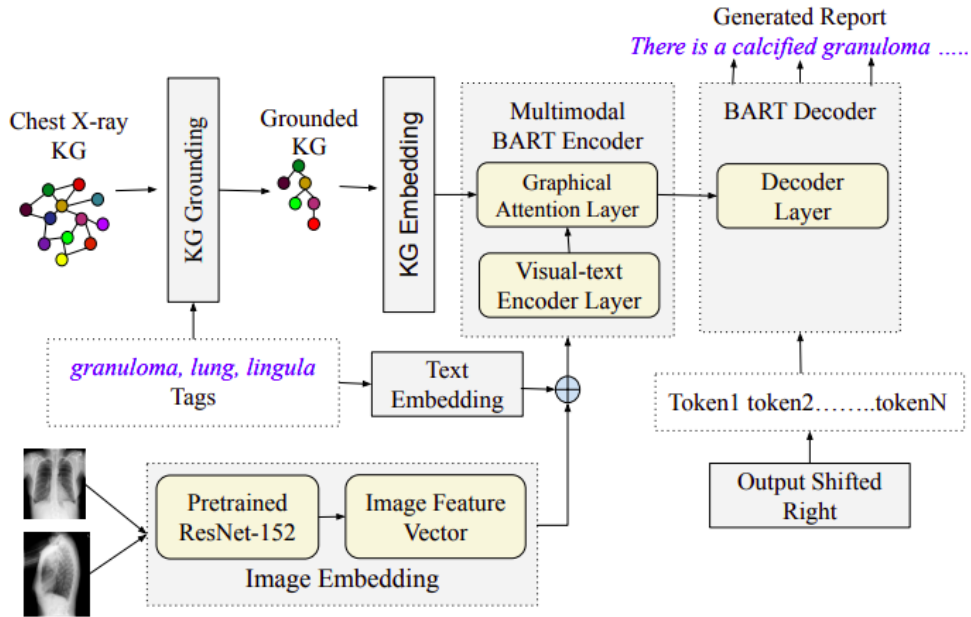 Generated Report
There is a calcified granuloma …..
Chest X-ray
KG
KG Grounding
Grounded
KG
KG Embedding
Multimodal
BART Encoder
Graphical
Attention Layer
Visual-text
Encoder Layer
BART Decoder
Decoder
Layer
granuloma, lung, lingula
Tags
Text
Embedding
Token1 token2……..tokenN
Output Shifted
Right
Pretrained
ResNet-152
Image Feature
Vector
Image Embedding